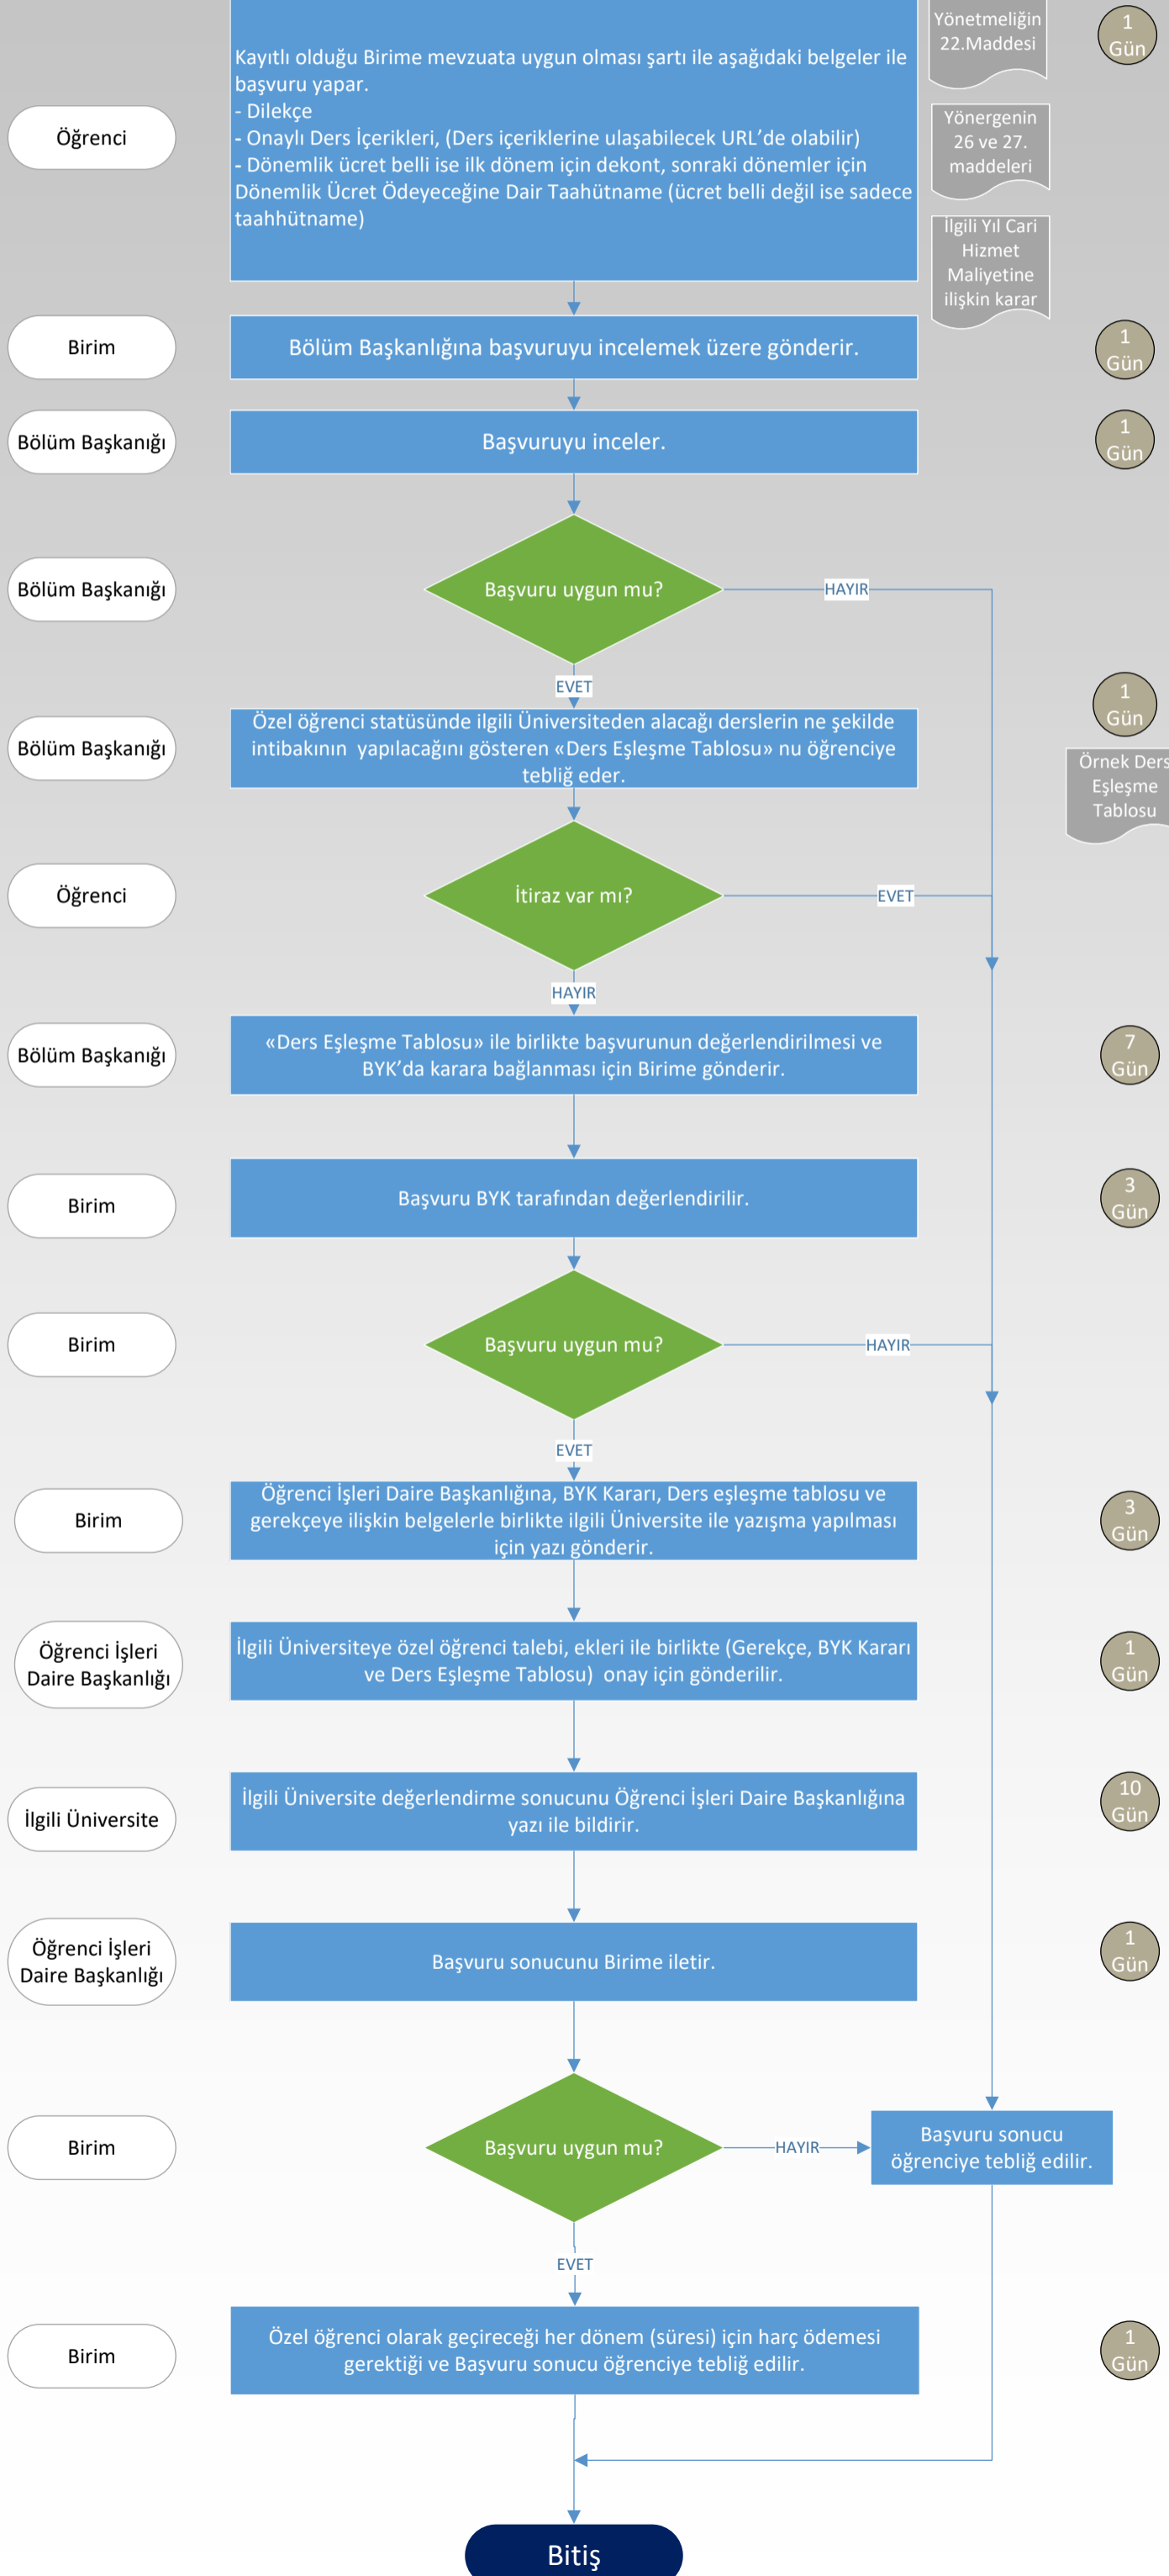 Öğrenci
Kayıtlı olduğu Birime mevzuata uygun olması şartı ile aşağıdaki belgeler ile
başvuru yapar.
- Dilekçe
- Onaylı Ders İçerikleri, (Ders içeriklerine ulaşabilecek URL’de olabilir)
- Dönemlik ücret belli ise ilk dönem için dekont, sonraki dönemler için
Dönemlik Ücret Ödeyeceğine Dair Taahütname (ücret belli değil ise sadece
taahhütname)
Yönetmeliğin
22.Maddesi
1
Gün
Yönergenin
26 ve 27.
maddeleri
İlgili Yıl Cari
Hizmet
Maliyetine
ilişkin karar
Birim
Bölüm Başkanlığına başvuruyu incelemek üzere gönderir.
1
Gün
Bölüm Başkanığı
Başvuruyu inceler.
1
Gün
Bölüm Başkanığı
Başvuru uygun mu?
HAYIR
EVET
Bölüm Başkanığı
Özel öğrenci statüsünde ilgili Üniversiteden alacağı derslerin ne şekilde
intibakının yapılacağını gösteren «Ders Eşleşme Tablosu» nu öğrenciye
tebliğ eder.
1
Gün
Örnek Ders
Eşleşme
Tablosu
Öğrenci
İtiraz var mı?
EVET
HAYIR
Bölüm Başkanığı
«Ders Eşleşme Tablosu» ile birlikte başvurunun değerlendirilmesi ve
BYK’da karara bağlanması için Birime gönderir.
7
Gün
Birim
Başvuru BYK tarafından değerlendirilir.
3
Gün
Birim
Başvuru uygun mu?
HAYIR
EVET
Birim
Öğrenci İşleri Daire Başkanlığına, BYK Kararı, Ders eşleşme tablosu ve
gerekçeye ilişkin belgelerle birlikte ilgili Üniversite ile yazışma yapılması
için yazı gönderir.
3
Gün
Öğrenci İşleri
Daire Başkanlığı
İlgili Üniversiteye özel öğrenci talebi, ekleri ile birlikte (Gerekçe, BYK Kararı
ve Ders Eşleşme Tablosu) onay için gönderilir.
1
Gün
İlgili Üniversite
İlgili Üniversite değerlendirme sonucunu Öğrenci İşleri Daire Başkanlığına
yazı ile bildirir.
10
Gün
Öğrenci İşleri
Daire Başkanlığı
Başvuru sonucunu Birime iletir.
1
Gün
Birim
Başvuru uygun mu?
HAYIR
Başvuru sonucu
öğrenciye tebliğ edilir.
EVET
Birim
Özel öğrenci olarak geçireceği her dönem (süresi) için harç ödemesi
gerektiği ve Başvuru sonucu öğrenciye tebliğ edilir.
1
Gün
Bitiş